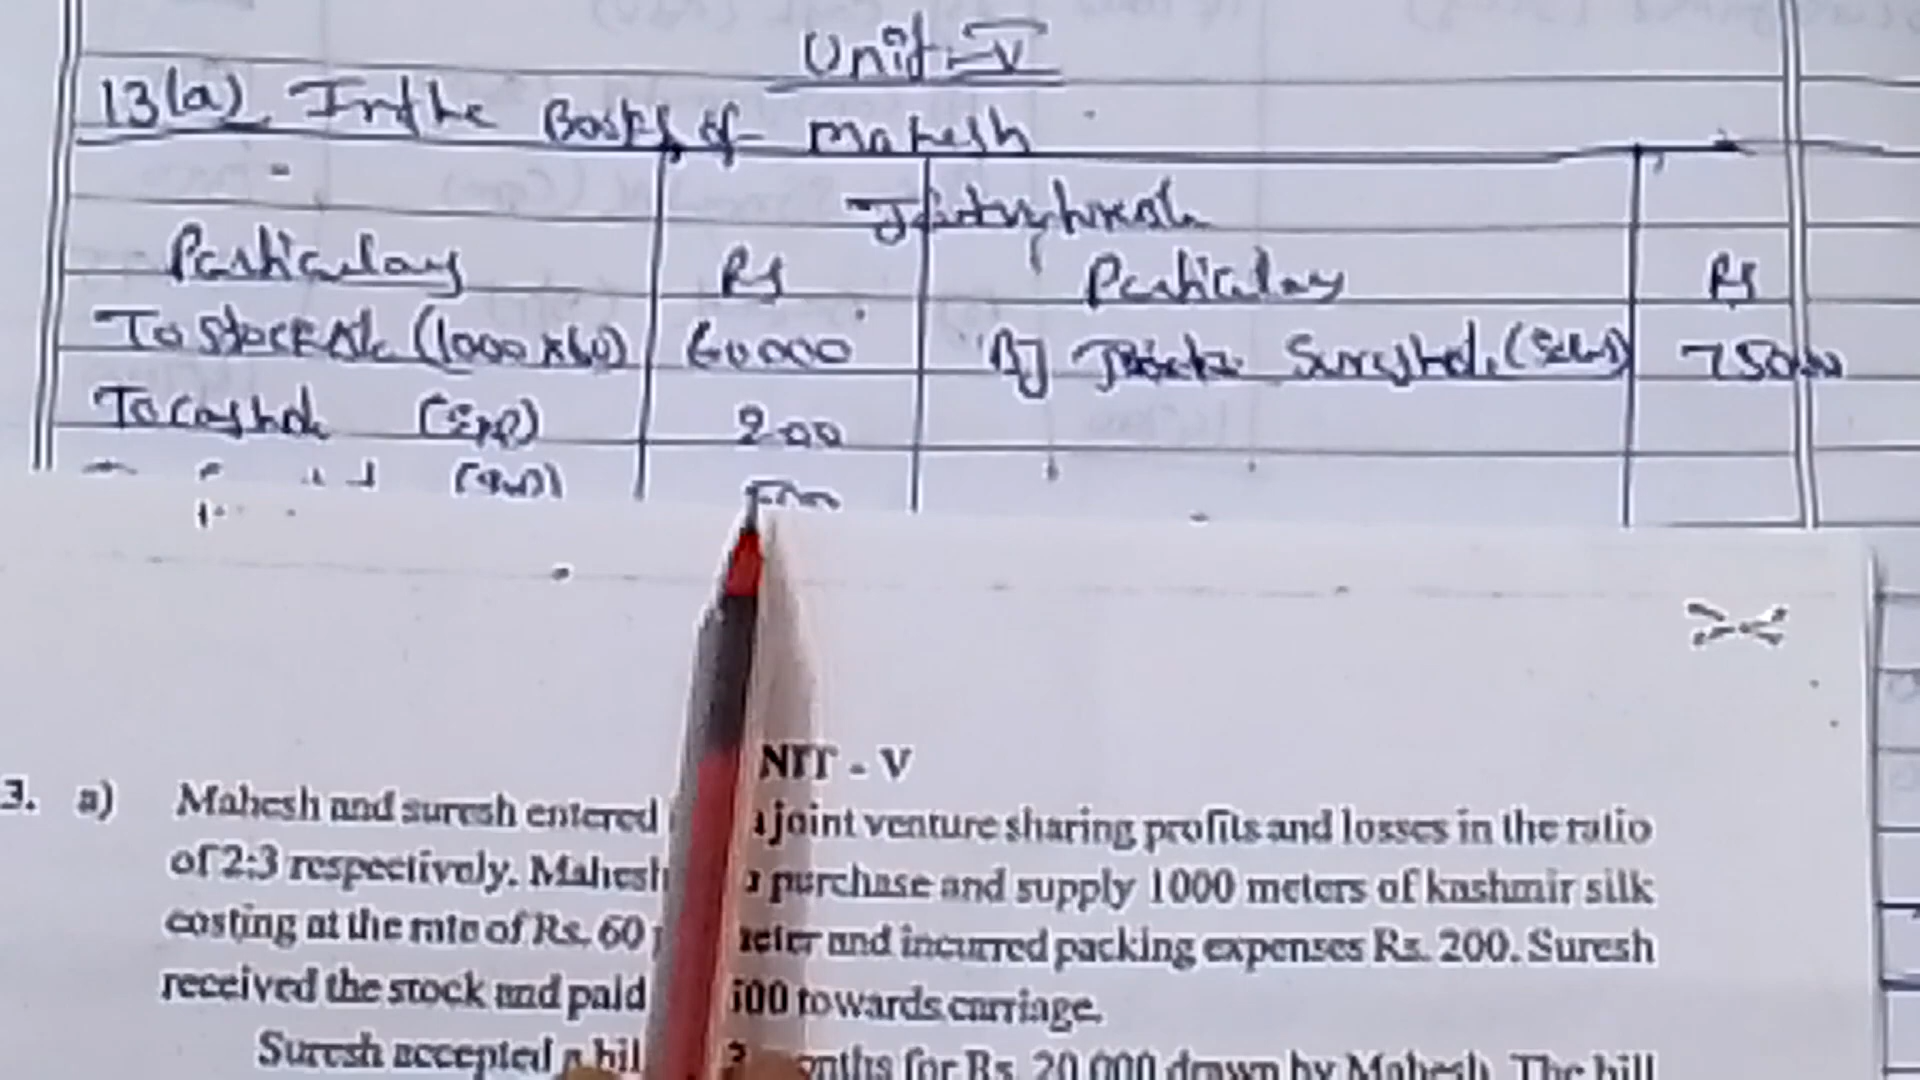 Unit-V
13(a). In the Books of Mahesh
Particulars Rs Particulars Rs
To Stock A/c (1000 x 60) 60000 By Suresh A/c (Sales) 75000
To Cash A/c (Exp) 200
NIT - V
3. a) Mahesh and suresh entered a joint venture sharing profits and losses in the ratio
of 2:3 respectively. Mahesh purchase and supply 1000 meters of kashmir silk
costing at the rate of Rs. 60 and incurred packing expenses Rs. 200. Suresh
received the stock and paid 500 towards carriage.
Suresh accepted a bil for Rs. 20,000 drawn by Mahesh. The bill